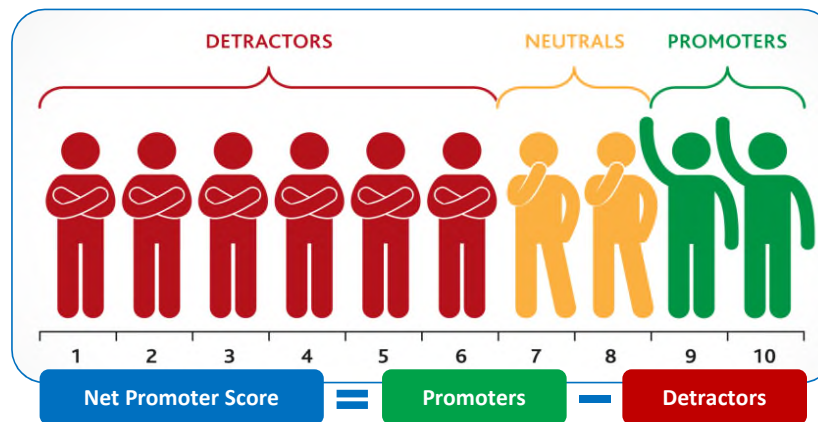 DETRACTORS NEUTRALS PROMOTERS
1 2 3 4 5 6 7 8 9 10
Net Promoter Score = Promoters − Detractors